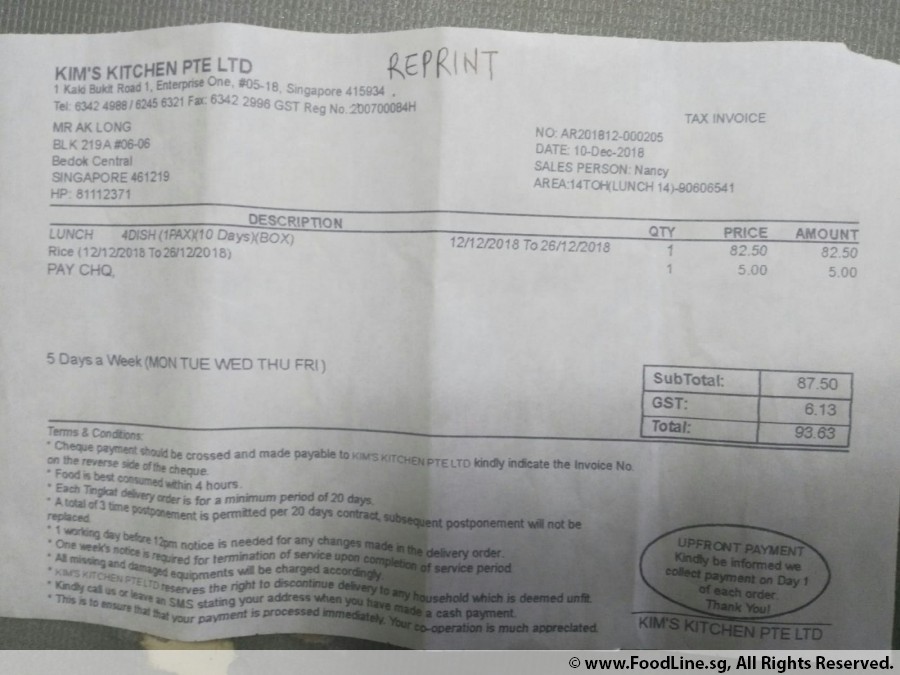 REPRINT
KIM'S KITCHEN PTE LTD
1 Kaki Bukit Road 1, Enterprise One, #05-18, Singapore 415934
Tel: 6342 4988 / 6245 6321 Fax: 6342 2996 GST Reg No.:200700084H
MR AK LONG
BLK 219A #06-06
Bedok Central
SINGAPORE 461219
HP: 81112371
TAX INVOICE
NO: AR201812-000205
DATE: 10-Dec-2018
SALES PERSON: Nancy
AREA:14TOH(LUNCH 14)-90606541
DESCRIPTION QTY PRICE AMOUNT
LUNCH 4DISH (1PAX)(10 Days)(BOX) 12/12/2018 To 26/12/2018 1 82.50 82.50
Rice (12/12/2018 To 26/12/2018) 1 5.00 5.00
PAY CHQ,
5 Days a Week (MON TUE WED THU FRI )
SubTotal: 87.50
GST: 6.13
Total: 93.63
Terms & Conditions:
* Cheque payment should be crossed and made payable to KIM'S KITCHEN PTE LTD kindly indicate the Invoice No.
on the reverse side of the cheque.
* Food is best consumed within 4 hours.
* Each Tingkat delivery order is for a minimum period of 20 days.
* A total of 3 time postponement is permitted per 20 days contract, subsequent postponement will not be
replaced.
* 1 working day before 12pm notice is needed for any changes made in the delivery order.
* One week's notice is required for termination of service upon completion of service period.
* All missing and damaged equipments will be charged accordingly.
* KIM'S KITCHEN PTE LTD reserves the right to discontinue delivery to any household which is deemed unfit.
* Kindly call us or leave an SMS stating your address when you have made a cash payment.
* This is to ensure that that your payment is processed immediately. Your co-operation is much appreciated.
UPFRONT PAYMENT
Kindly be informed we
collect payment on Day 1
of each order.
Thank You!
KIM'S KITCHEN PTE LTD
© www.FoodLine.sg, All Rights Reserved.